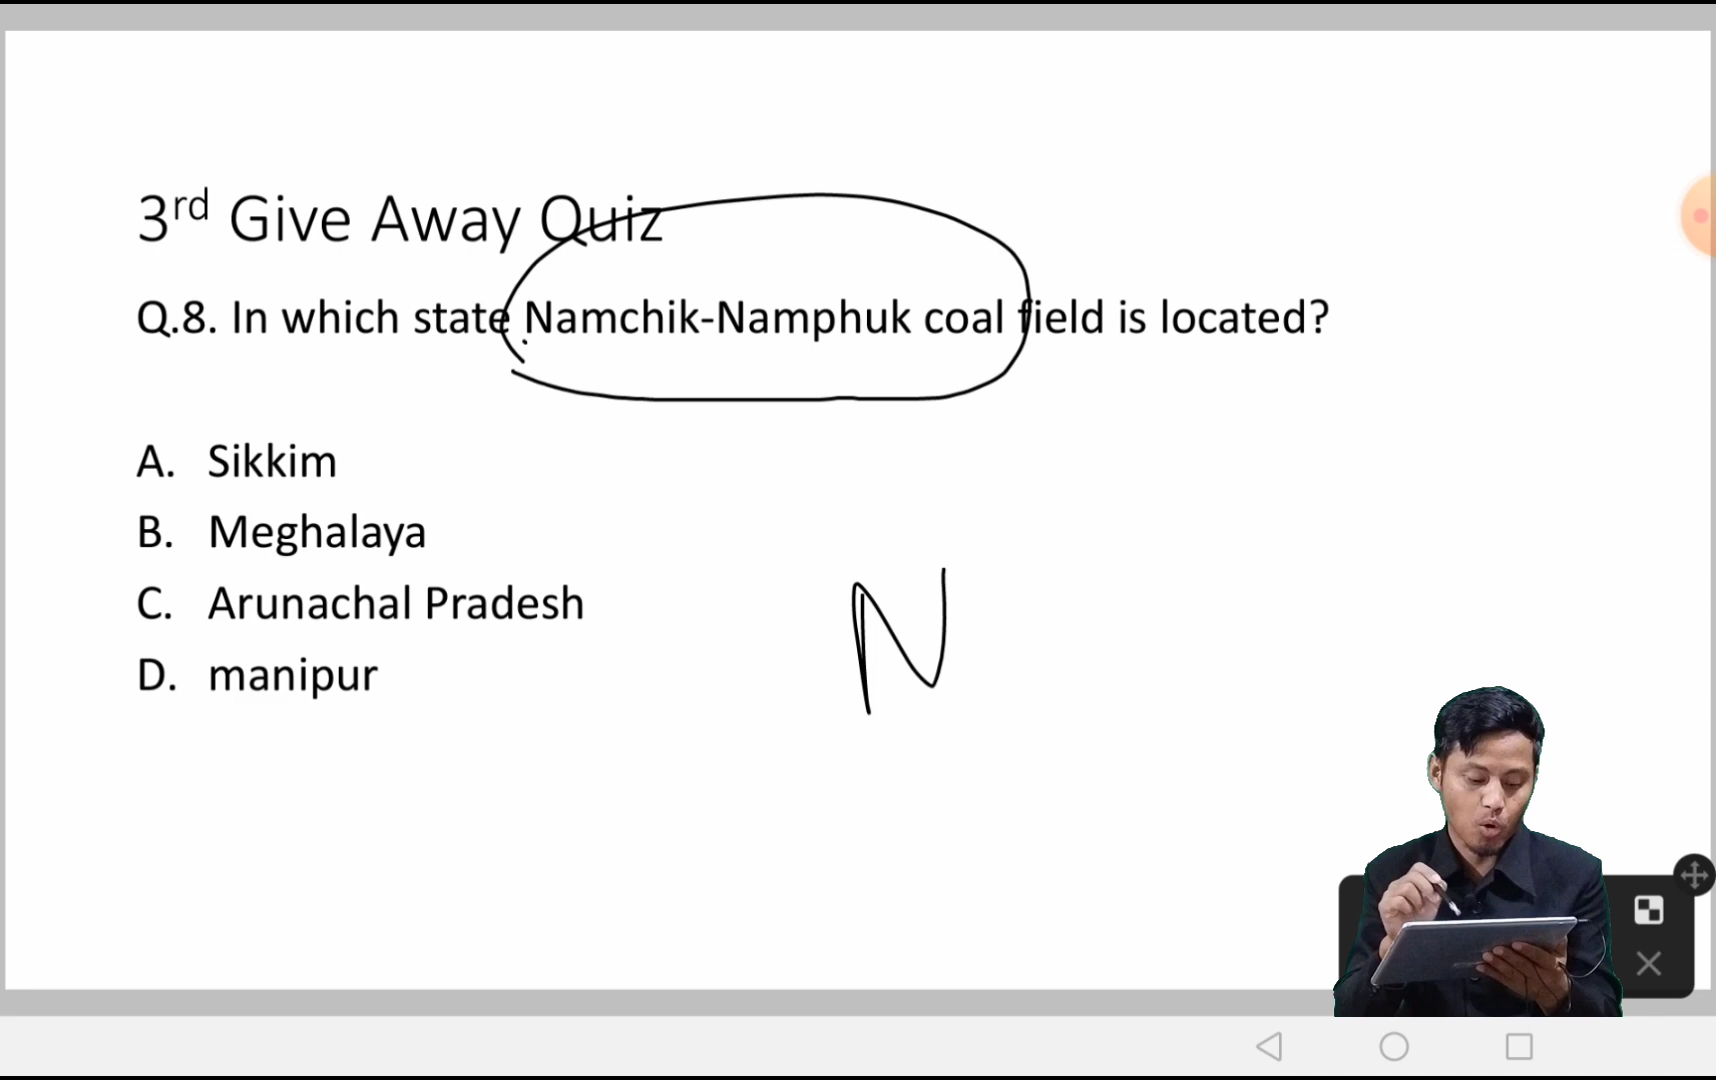 3rd Give Away Quiz
Q.8. In which state Namchik-Namphuk coal field is located?
A. Sikkim
B. Meghalaya
C. Arunachal Pradesh
D. manipur
N